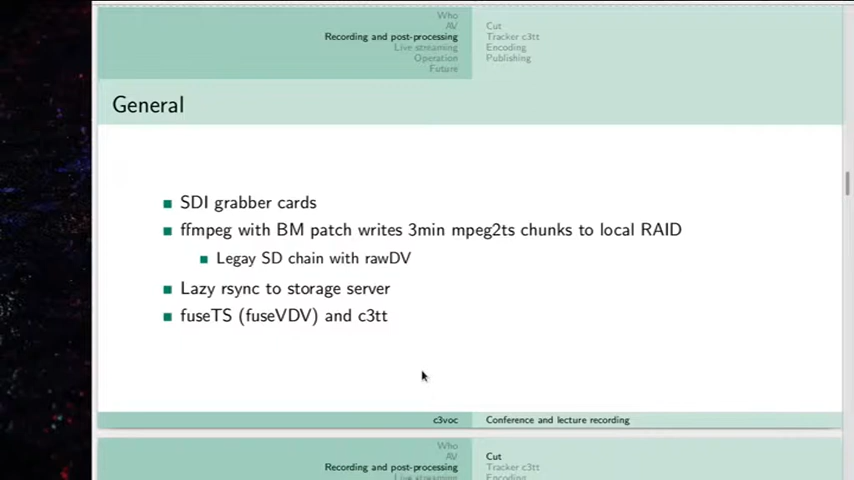 Who
AV
Recording and post-processing
Live streaming
Operation
Future
Cut
Tracker c3tt
Encoding
Publishing
General
SDI grabber cards
ffmpeg with BM patch writes 3min mpeg2ts chunks to local RAID
Legay SD chain with rawDV
Lazy rsync to storage server
fuseTS (fuseVDV) and c3tt
c3voc
Conference and lecture recording
Who
AV
Recording and post-processing
Live streaming
Cut
Tracker c3tt
Encoding